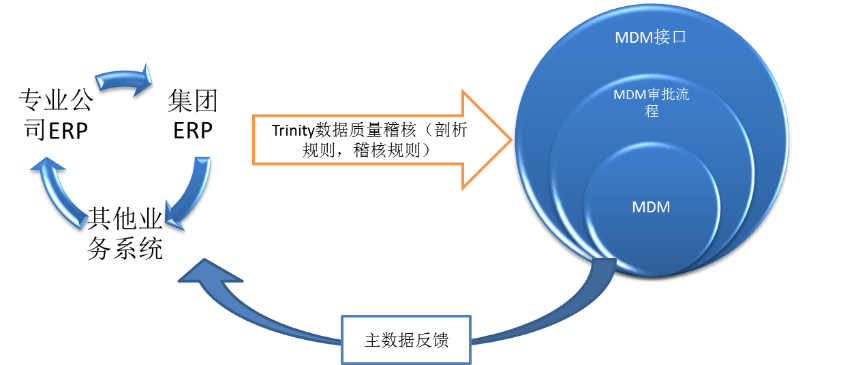 专业公
司ERP
集团
ERP
其他业
务系统
Trinity数据质量稽核（剖析
规则，稽核规则）
MDM接口
MDM审批流
程
MDM
主数据反馈